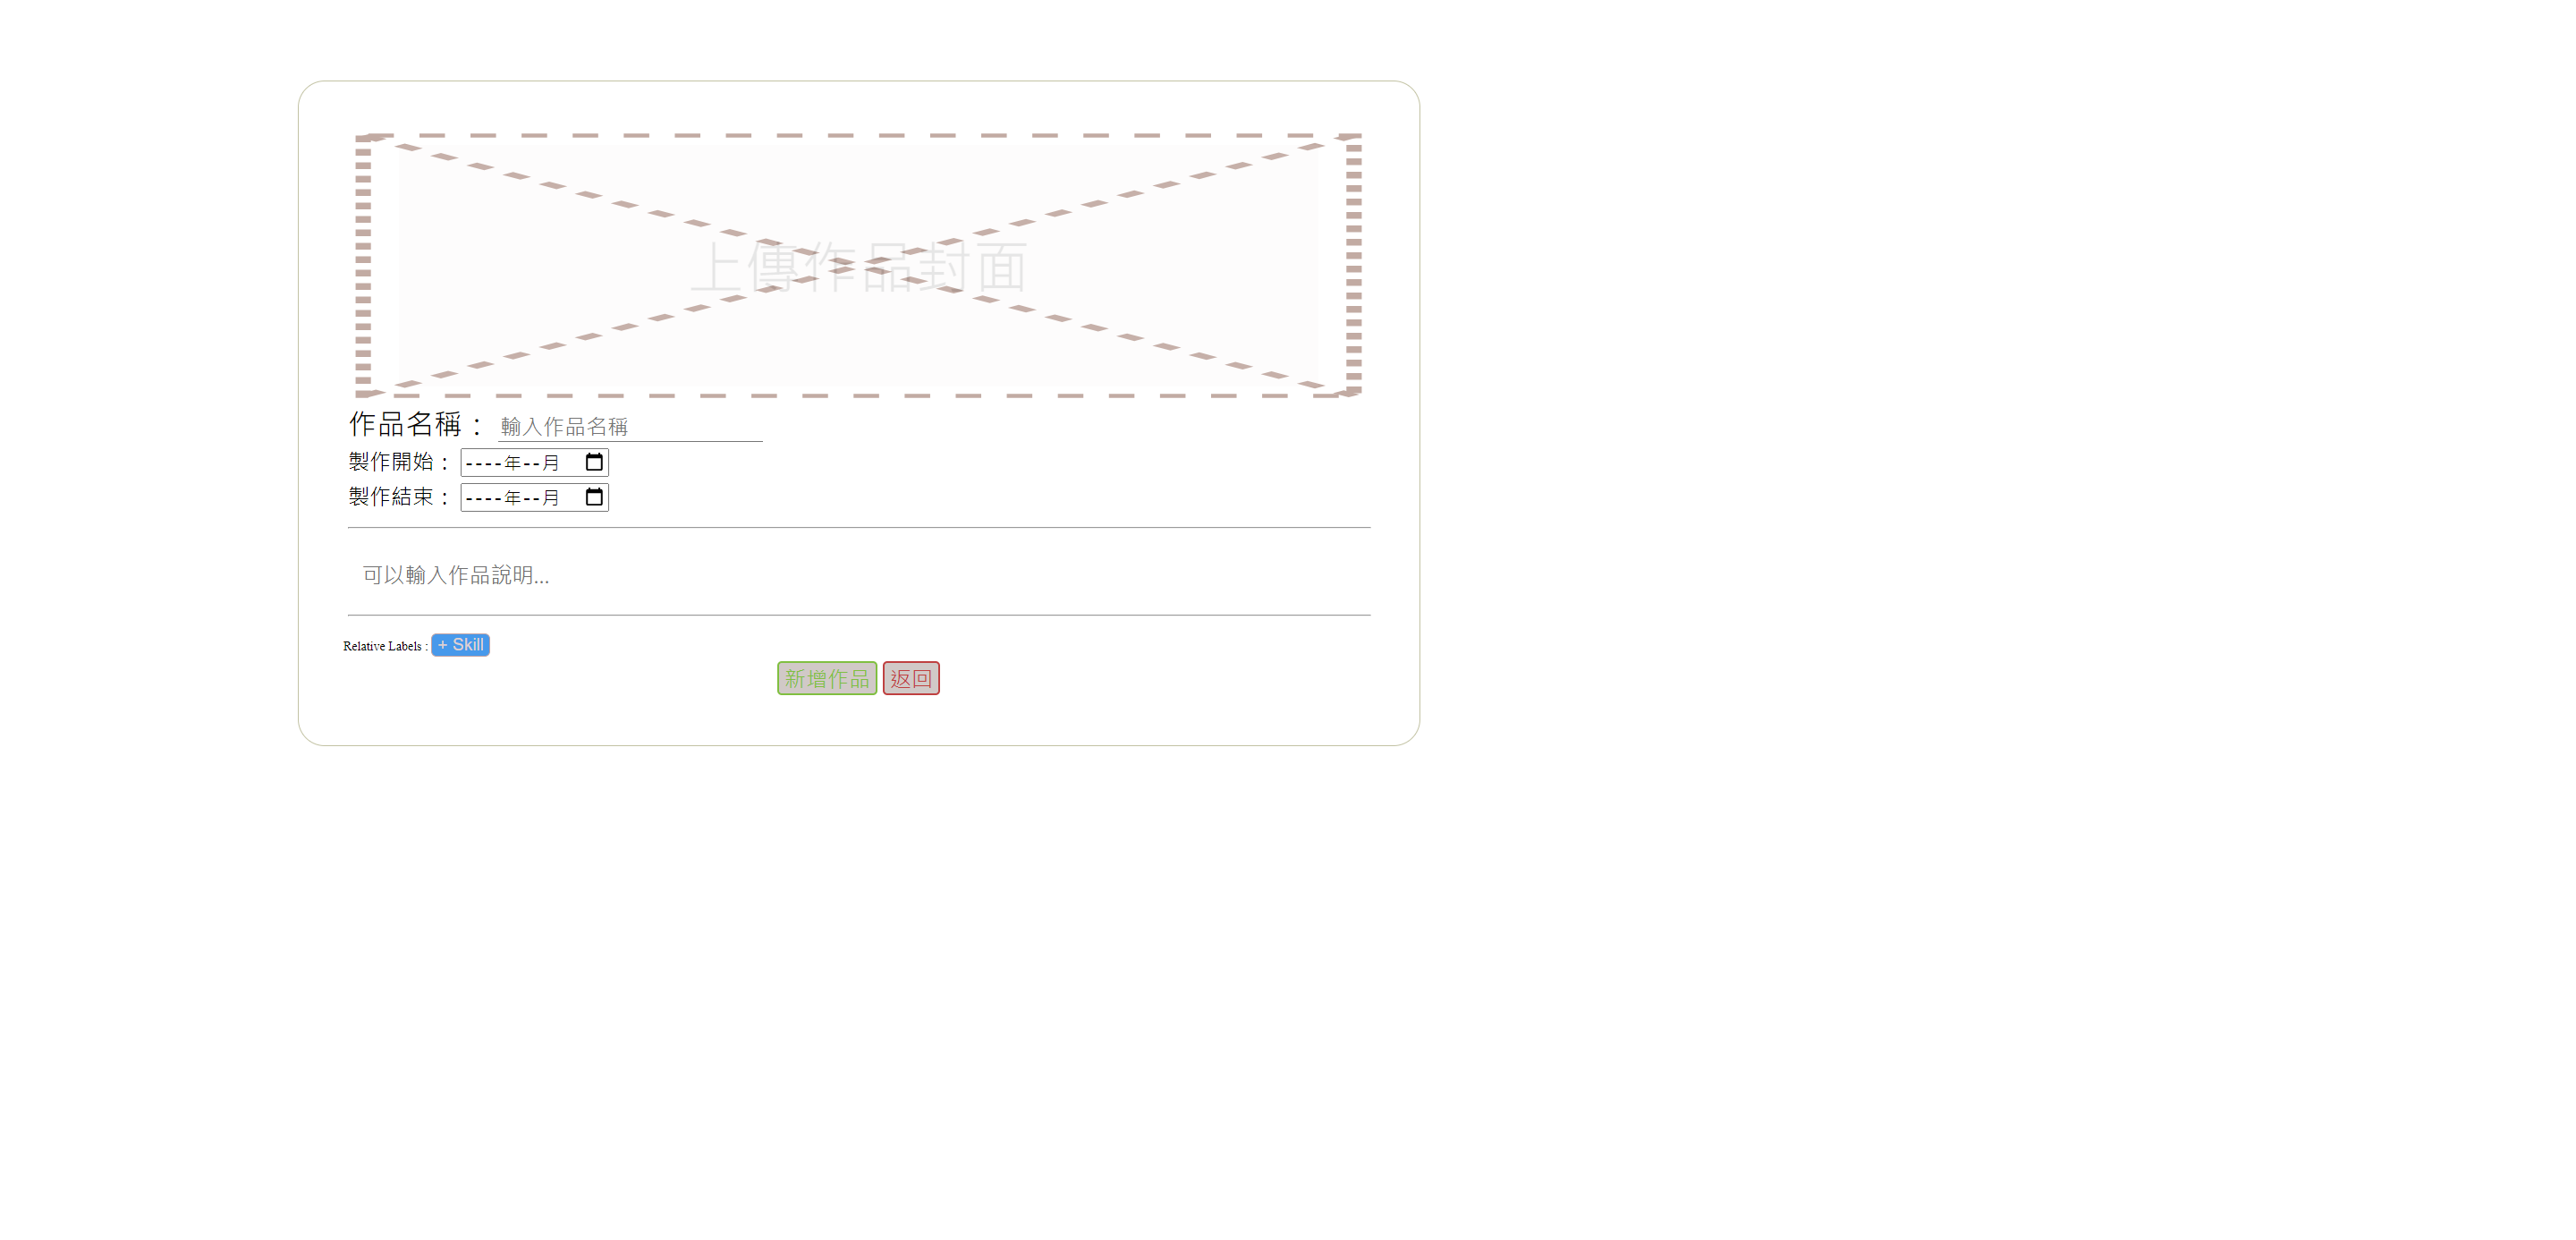 上傳作品封面
作品名稱： 輸入作品名稱
製作開始： ----年--月
製作結束： ----年--月
可以輸入作品說明...
Relative Labels : + Skill
新增作品 返回